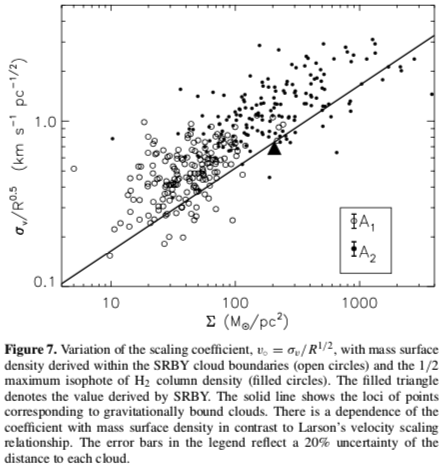 1.0
0.1
σv/R^0.5 (km s⁻¹ pc⁻¹/²)
A₁
A₂
10 100 1000
Σ (M⊙/pc²)
Figure 7. Variation of the scaling coefficient, v○ = σv/R^1/2, with mass surface
density derived within the SRBY cloud boundaries (open circles) and the 1/2
maximum isophote of H₂ column density (filled circles). The filled triangle
denotes the value derived by SRBY. The solid line shows the loci of points
corresponding to gravitationally bound clouds. There is a dependence of the
coefficient with mass surface density in contrast to Larson's velocity scaling
relationship. The error bars in the legend reflect a 20% uncertainty of the
distance to each cloud.